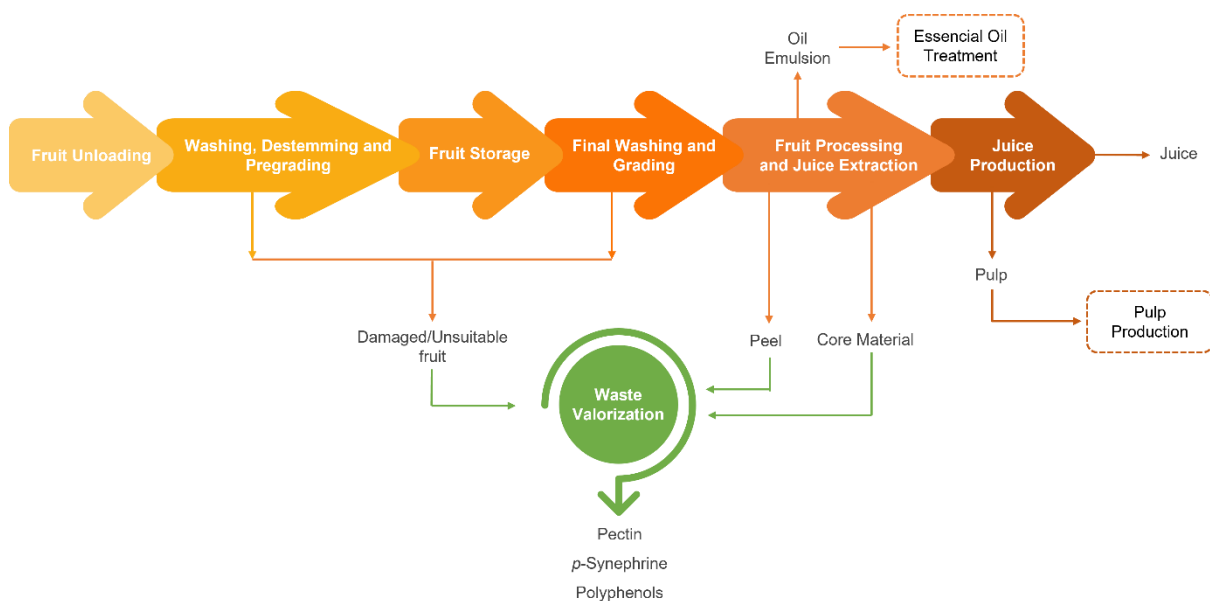 Oil
Emulsion
Essencial Oil
Treatment
Fruit Unloading
Washing, Destemming and
Pregrading
Fruit Storage
Final Washing and
Grading
Fruit Processing
and Juice Extraction
Juice
Production
Juice
Damaged/Unsuitable
fruit
Peel
Core Material
Pulp
Pulp
Production
Waste
Valorization
Pectin
p-Synephrine
Polyphenols